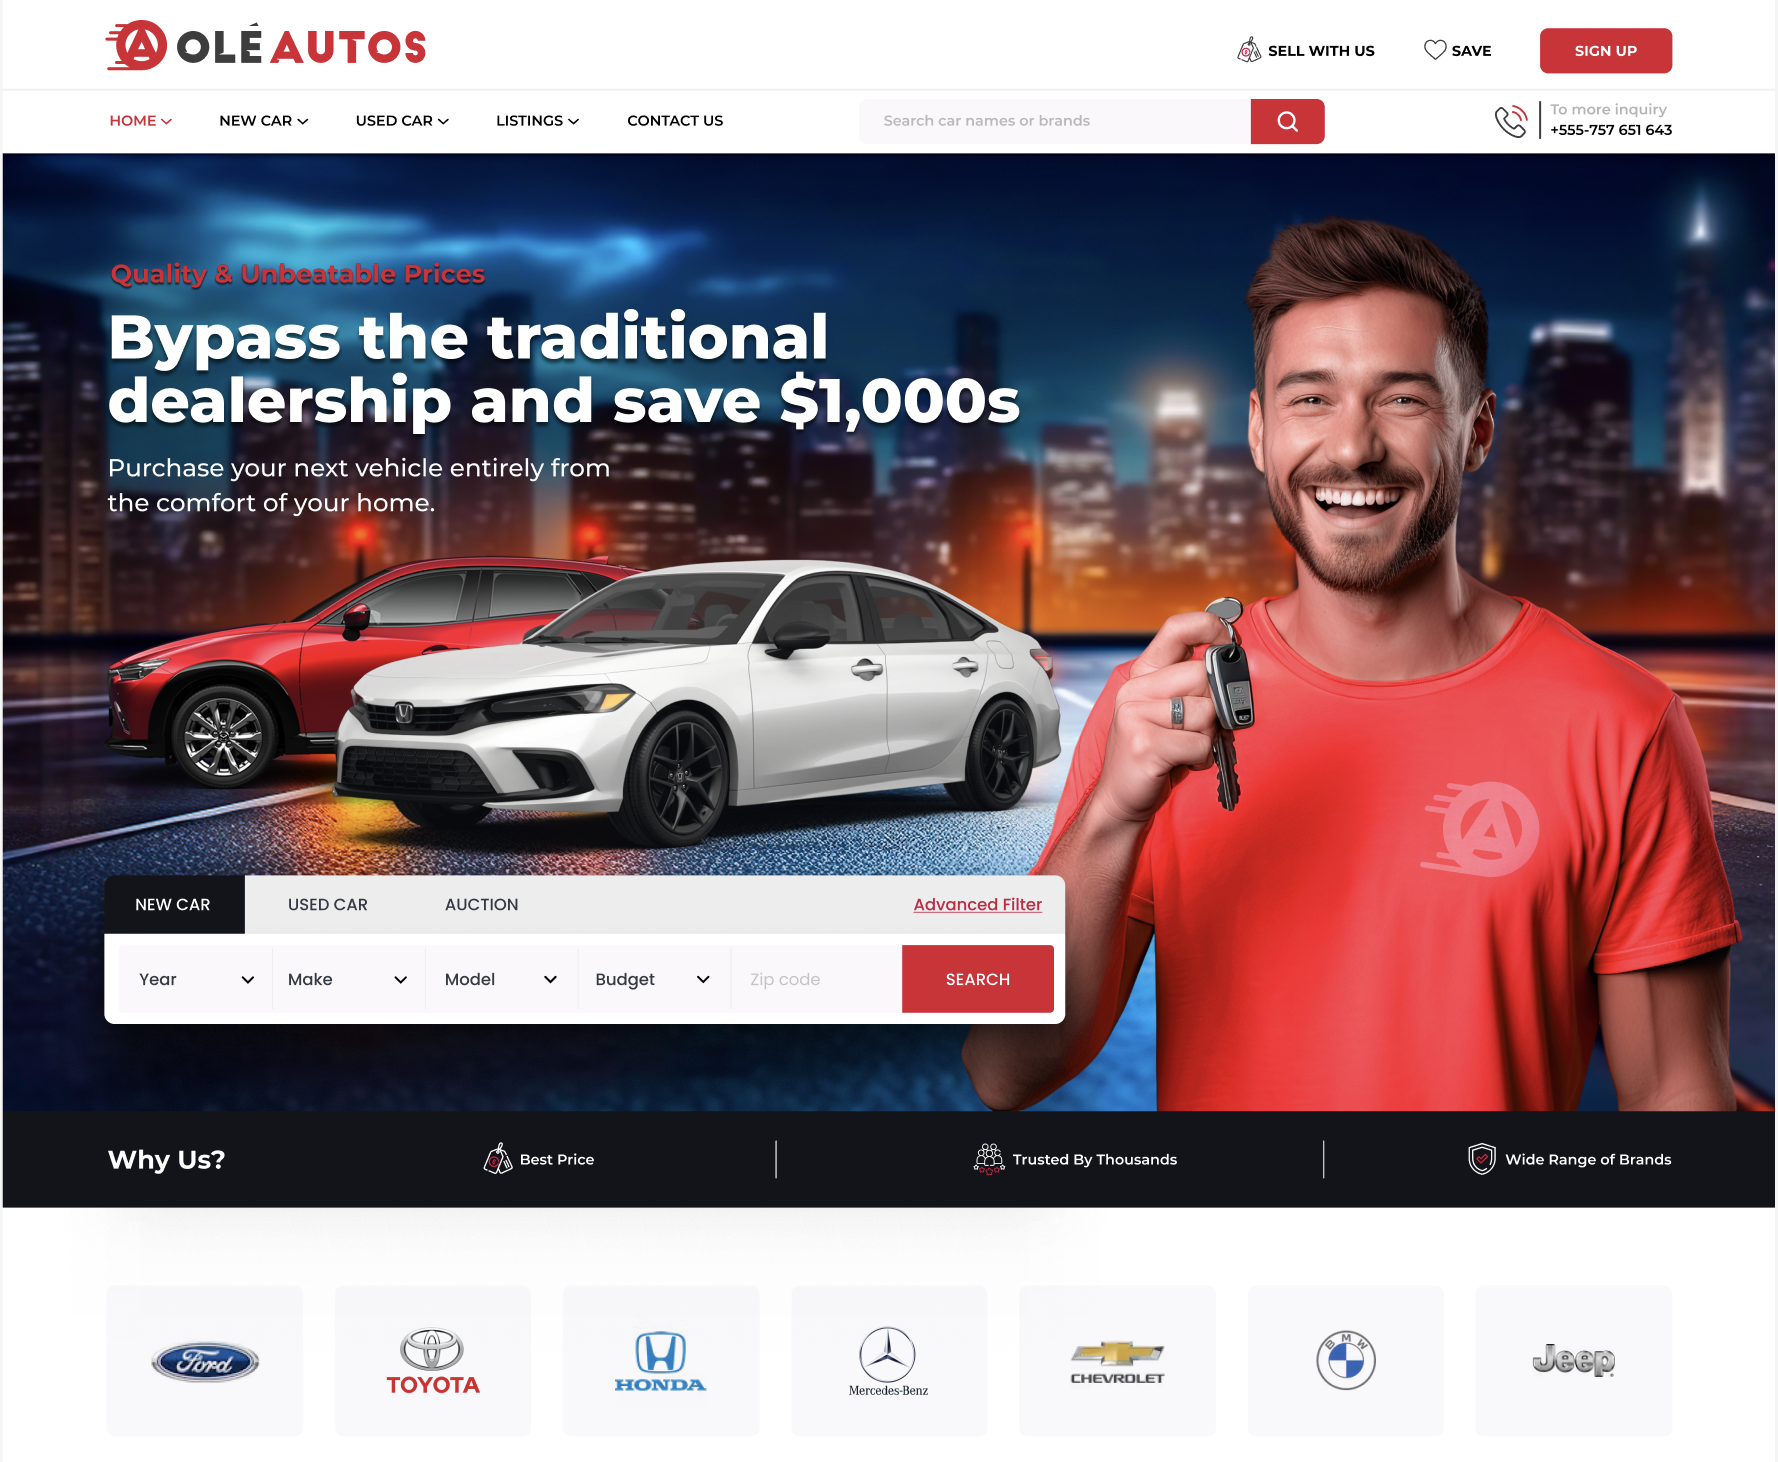 OLÉ AUTOS
SELL WITH US
SAVE
SIGN UP
HOME
NEW CAR
USED CAR
LISTINGS
CONTACT US
Search car names or brands
To more inquiry
+555-757 651 643
Quality & Unbeatable Prices
Bypass the traditional
dealership and save $1,000s
Purchase your next vehicle entirely from
the comfort of your home.
NEW CAR
USED CAR
AUCTION
Advanced Filter
Year
Make
Model
Budget
Zip code
SEARCH
Why Us?
Best Price
Trusted By Thousands
Wide Range of Brands
Ford
TOYOTA
HONDA
Mercedes-Benz
CHEVROLET
BMW
Jeep